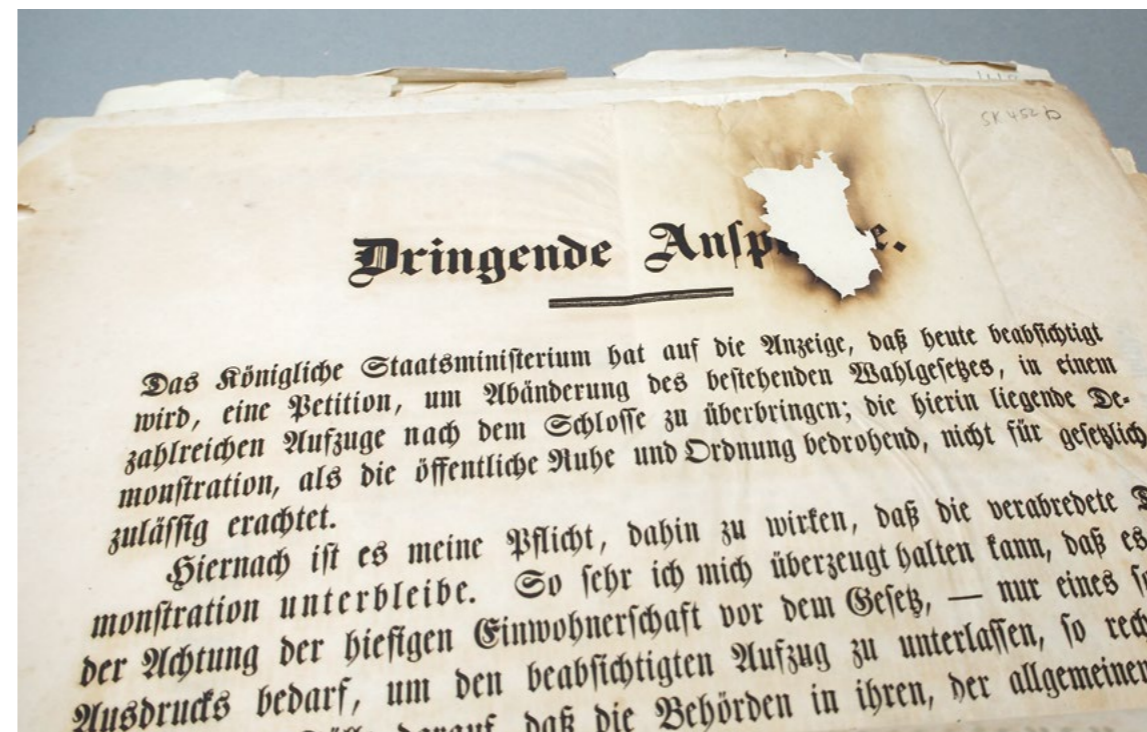 SK 452 b
Dringende Anſp e.
Das Königliche Staatsminiſterium hat auf die Anzeige, daß heute beabſichtigt
wird, eine Petition, um Abänderung des beſtehenden Wahlgeſetzes, in einem
zahlreichen Aufzuge nach dem Schloſſe zu überbringen; die hierin liegende De-
monſtration, als die öffentliche Ruhe und Ordnung bedrohend, nicht für geſetzlich
zuläſſig erachtet.
Hiernach iſt es meine Pflicht, dahin zu wirken, daß die verabredete
monſtration unterbleibe. So ſehr ich mich überzeugt halten kann, daß es
der Achtung der hieſigen Einwohnerſchaft vor dem Geſetz, — nur eines
Ausdrucks bedarf, um den beabſichtigten Aufzug zu unterlaſſen, ſo
darauf, daß die Behörden in ihren, der allgemeinen